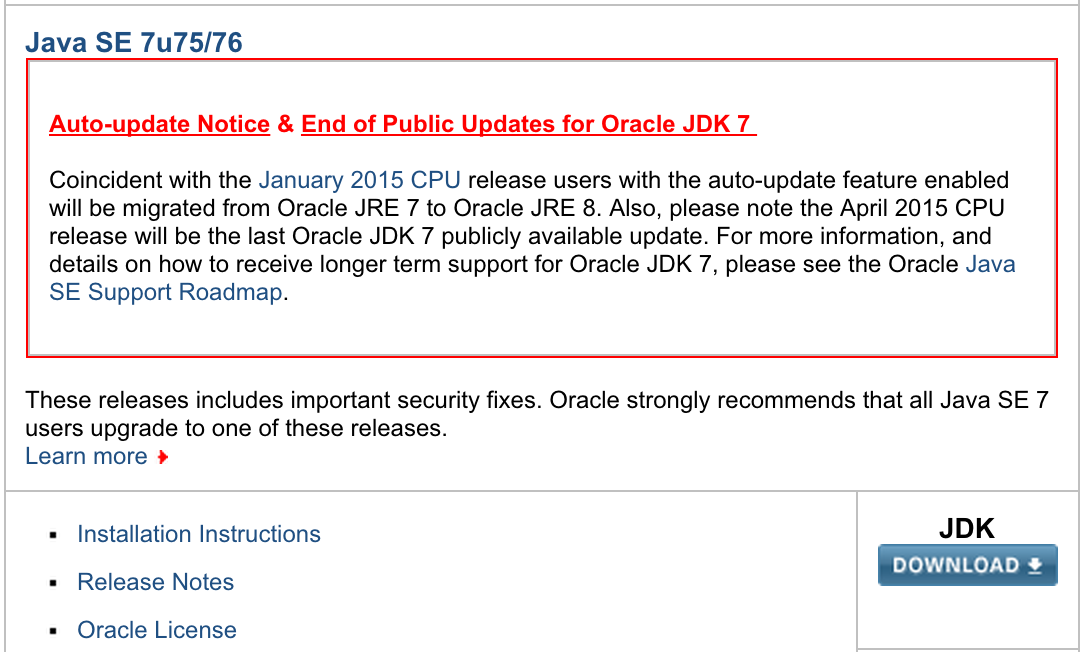 Java SE 7u75/76
Auto-update Notice & End of Public Updates for Oracle JDK 7
Coincident with the January 2015 CPU release users with the auto-update feature enabled
will be migrated from Oracle JRE 7 to Oracle JRE 8. Also, please note the April 2015 CPU
release will be the last Oracle JDK 7 publicly available update. For more information, and
details on how to receive longer term support for Oracle JDK 7, please see the Oracle Java
SE Support Roadmap.
These releases includes important security fixes. Oracle strongly recommends that all Java SE 7
users upgrade to one of these releases.
Learn more
Installation Instructions
Release Notes
Oracle License
JDK
DOWNLOAD